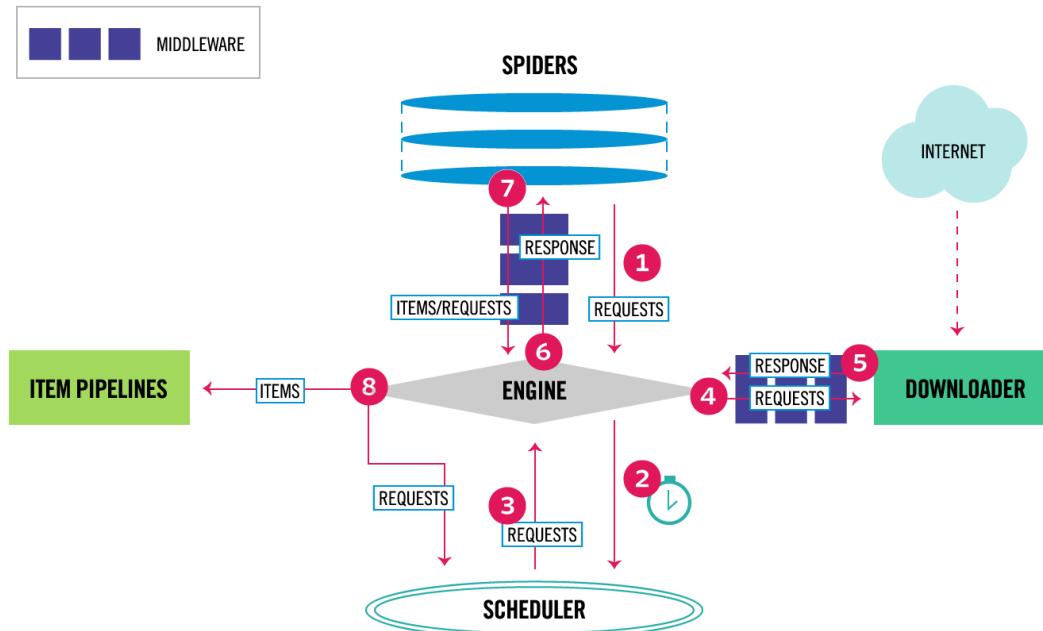 MIDDLEWARE
SPIDERS
INTERNET
7
RESPONSE
1
ITEMS/REQUESTS
REQUESTS
6
5
RESPONSE
ITEM PIPELINES
ITEMS
8
ENGINE
4
REQUESTS
DOWNLOADER
2
REQUESTS
3
REQUESTS
SCHEDULER